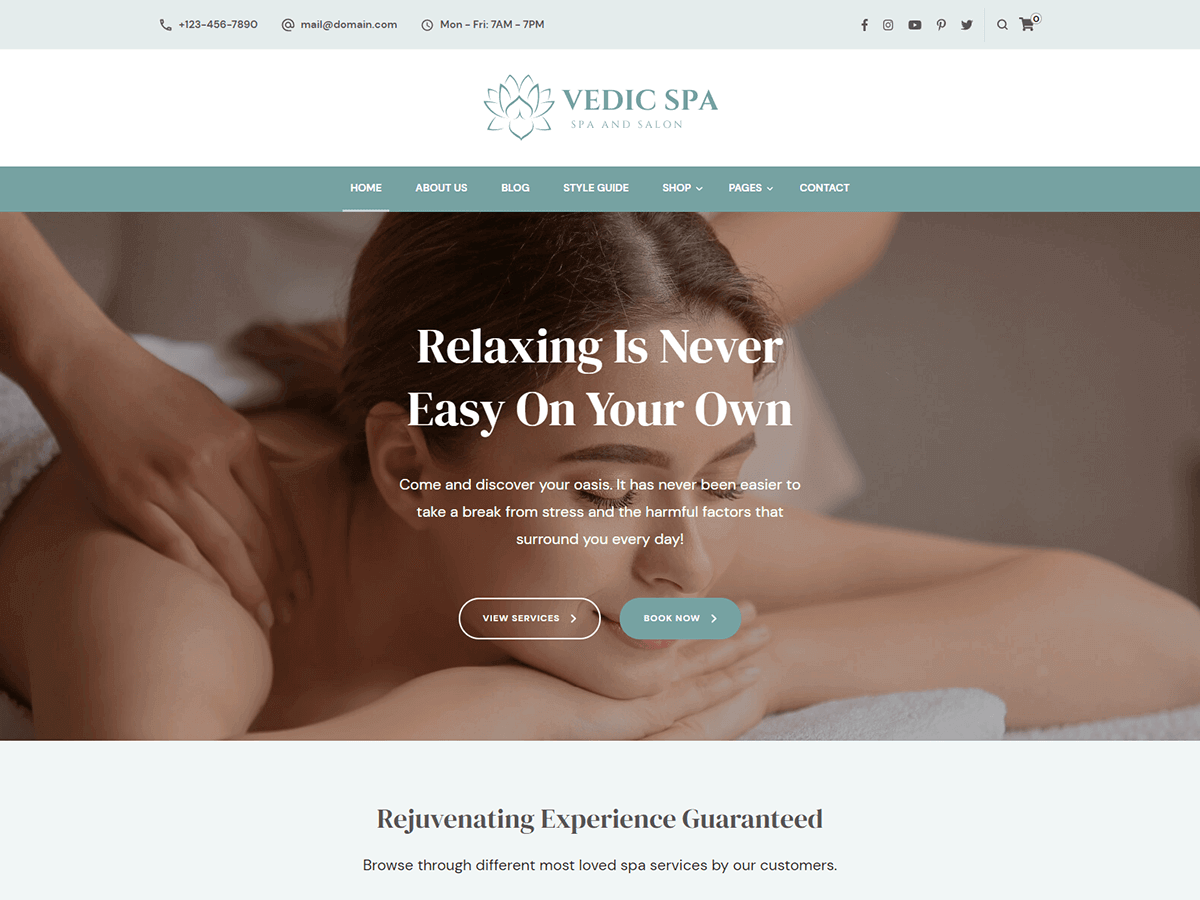 +123-456-7890 mail@domain.com Mon - Fri: 7AM - 7PM 0
VEDIC SPA
SPA AND SALON
HOME ABOUT US BLOG STYLE GUIDE SHOP PAGES CONTACT
Relaxing Is Never
Easy On Your Own
Come and discover your oasis. It has never been easier to
take a break from stress and the harmful factors that
surround you every day!
VIEW SERVICES BOOK NOW
Rejuvenating Experience Guaranteed
Browse through different most loved spa services by our customers.